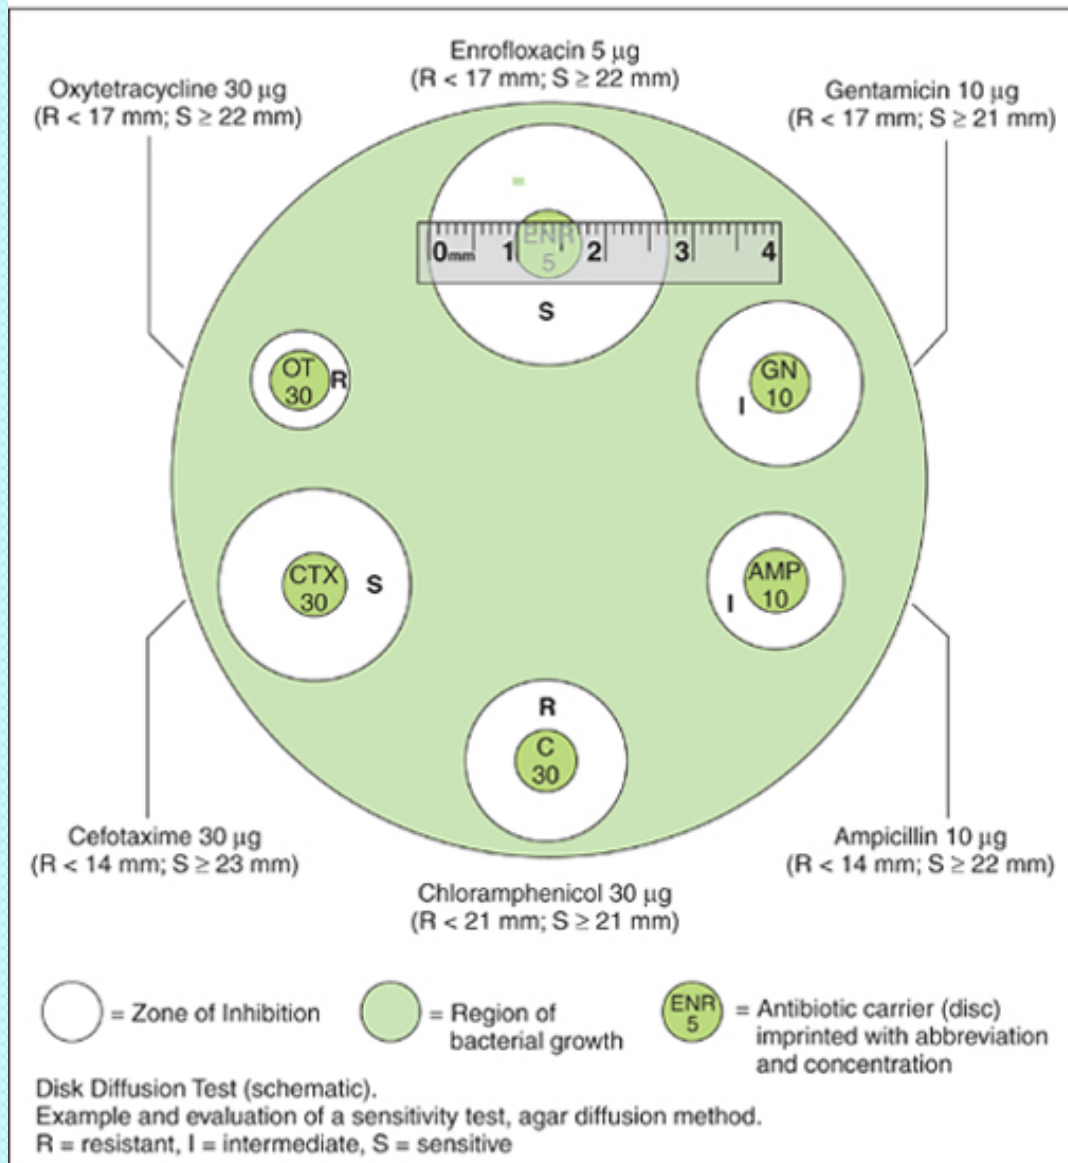 Enrofloxacin 5 µg
(R < 17 mm; S ≥ 22 mm)
Oxytetracycline 30 µg
(R < 17 mm; S ≥ 22 mm)
Gentamicin 10 µg
(R < 17 mm; S ≥ 21 mm)
0mm 1 2 3 4
ENR
5
S
OT
30
R
GN
10
I
CTX
30
S
AMP
10
I
R
C
30
Cefotaxime 30 µg
(R < 14 mm; S ≥ 23 mm)
Ampicillin 10 µg
(R < 14 mm; S ≥ 22 mm)
Chloramphenicol 30 µg
(R < 21 mm; S ≥ 21 mm)
= Zone of Inhibition
= Region of
bacterial growth
ENR
5
= Antibiotic carrier (disc)
imprinted with abbreviation
and concentration
Disk Diffusion Test (schematic).
Example and evaluation of a sensitivity test, agar diffusion method.
R = resistant, I = intermediate, S = sensitive